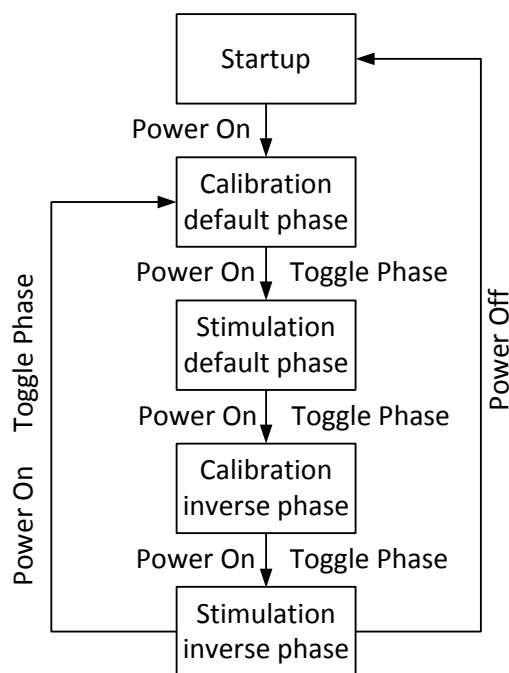 Startup
Power On
Calibration
default phase
Power On Toggle Phase
Stimulation
default phase
Power On Toggle Phase
Calibration
inverse phase
Power On Toggle Phase
Stimulation
inverse phase
Power On Toggle Phase
Power Off